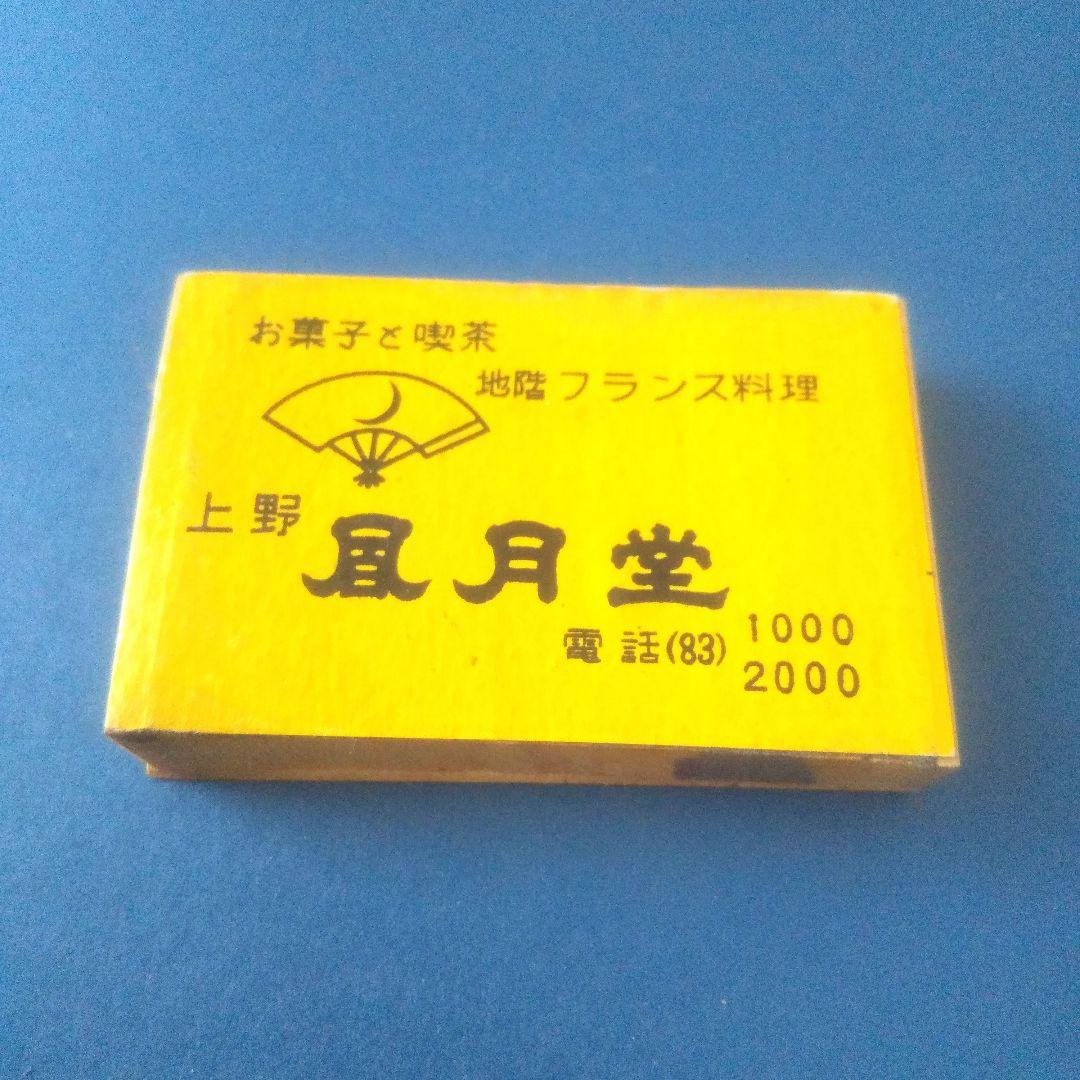 お菓子と喫茶
地階フランス料理
上野 凮月堂
電話(83) 1000
2000